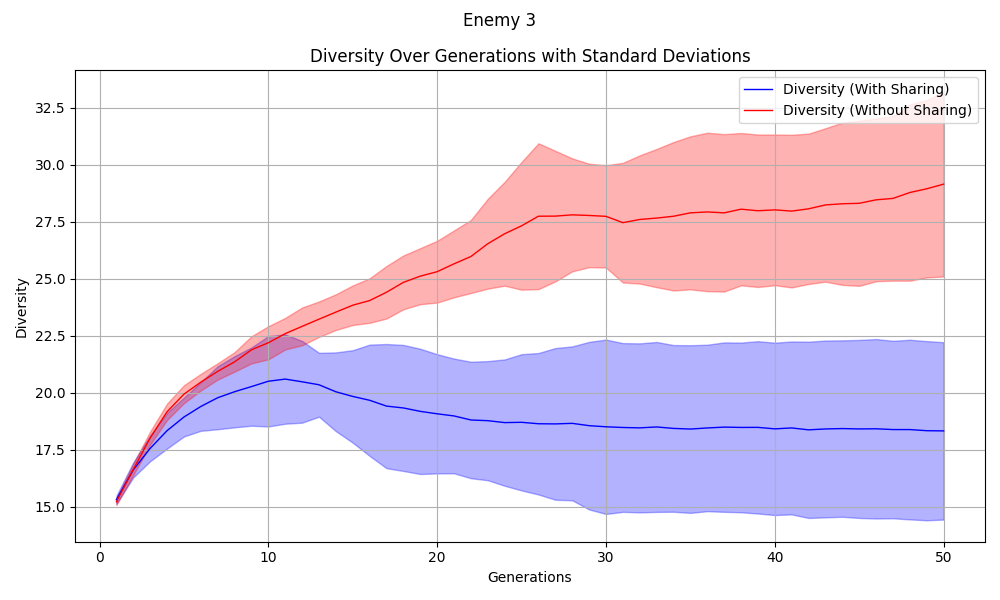 Enemy 3
Diversity Over Generations with Standard Deviations
Diversity (With Sharing)
Diversity (Without Sharing)
32.5
30.0
27.5
25.0
22.5
20.0
17.5
15.0
Diversity
0 10 20 30 40 50
Generations